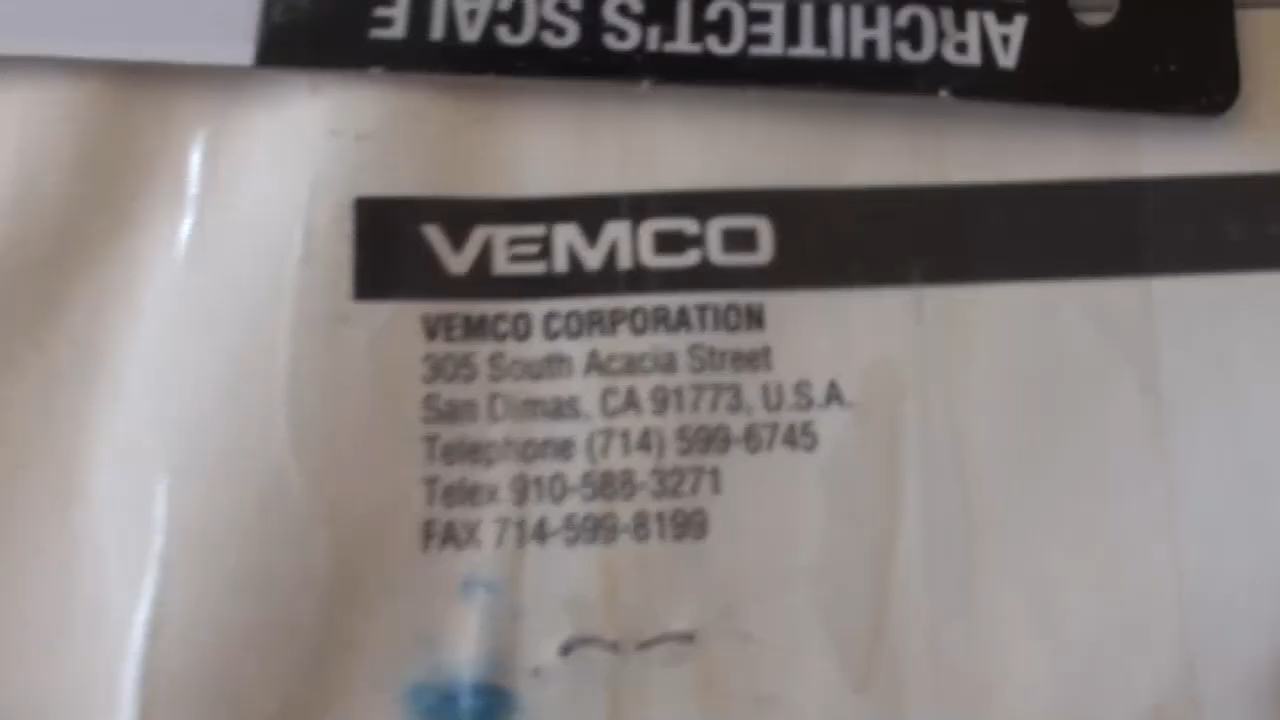 ARCHITECT'S SCALE
VEMCO
VEMCO CORPORATION
305 South Acacia Street
San Dimas, CA 91773, U.S.A.
Telephone (714) 599-6745
Telex 910-588-3271
FAX 714-599-8199